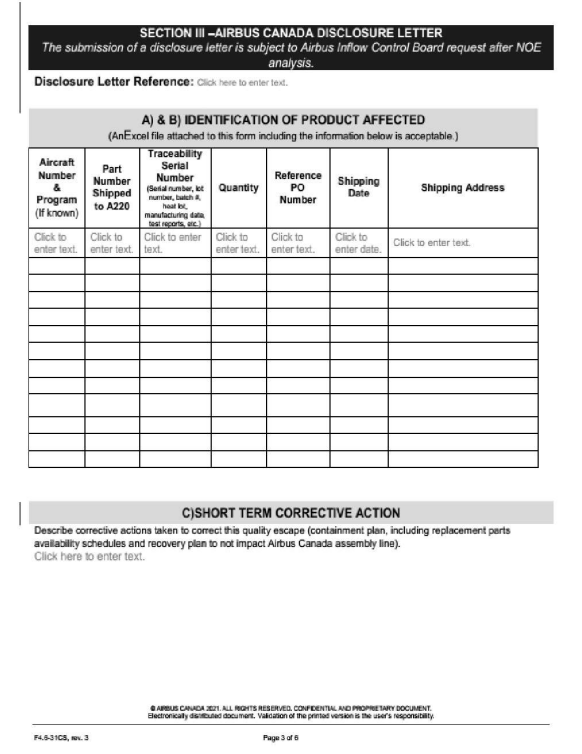 SECTION III –AIRBUS CANADA DISCLOSURE LETTER
The submission of a disclosure letter is subject to Airbus Inflow Control Board request after NOE
analysis.
Disclosure Letter Reference: Click here to enter text.
A) & B) IDENTIFICATION OF PRODUCT AFFECTED
(AnExcel file attached to this form including the information below is acceptable.)
Aircraft
Number
&
Program
(If known)
Part
Number
Shipped
to A220
Traceability
Serial
Number
(Serial number, lot
number, batch #,
heat lot,
manufacturing data,
test reports, etc.)
Quantity
Reference
PO
Number
Shipping
Date
Shipping Address
Click to
enter text.
Click to
enter text.
Click to enter
text.
Click to
enter text.
Click to
enter text.
Click to
enter date.
Click to enter text.
C)SHORT TERM CORRECTIVE ACTION
Describe corrective actions taken to correct this quality escape (containment plan, including replacement parts
availability schedules and recovery plan to not impact Airbus Canada assembly line).
Click here to enter text.
© AIRBUS CANADA 2021. ALL RIGHTS RESERVED. CONFIDENTIAL AND PROPRIETARY DOCUMENT.
Electronically distributed document. Validation of the printed version is the user's responsibility.
F4.6-31CS, rev. 3
Page 3 of 6